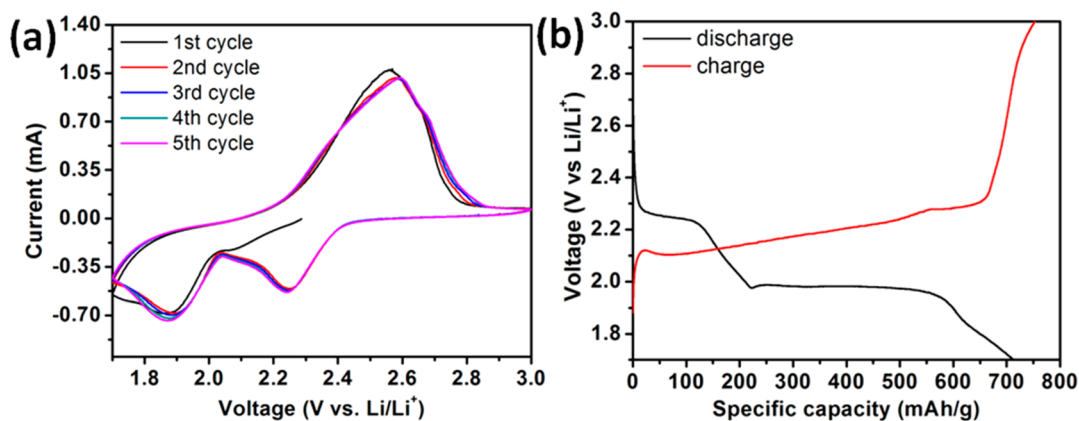 (a)
1st cycle
2nd cycle
3rd cycle
4th cycle
5th cycle
1.40
1.05
0.70
0.35
0.00
-0.35
-0.70
Current (mA)
1.8 2.0 2.2 2.4 2.6 2.8 3.0
Voltage (V vs. Li/Li⁺)
(b)
discharge
charge
3.0
2.8
2.6
2.4
2.2
2.0
1.8
Voltage (V vs Li/Li⁺)
0 100 200 300 400 500 600 700 800
Specific capacity (mAh/g)